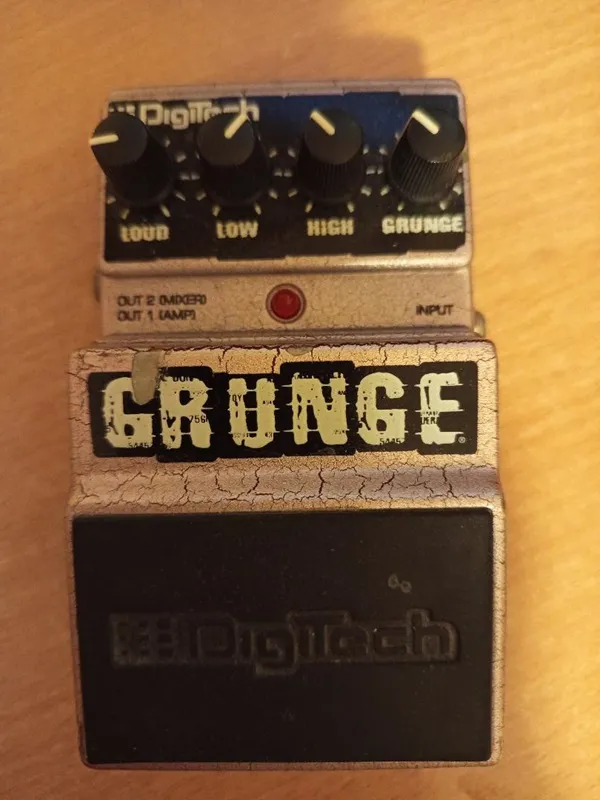 DigiTech
LOUD LOW HIGH GRUNGE
OUT 2 (MIXER)
OUT 1 (AMP) INPUT
GRUNGE®
DigiTech